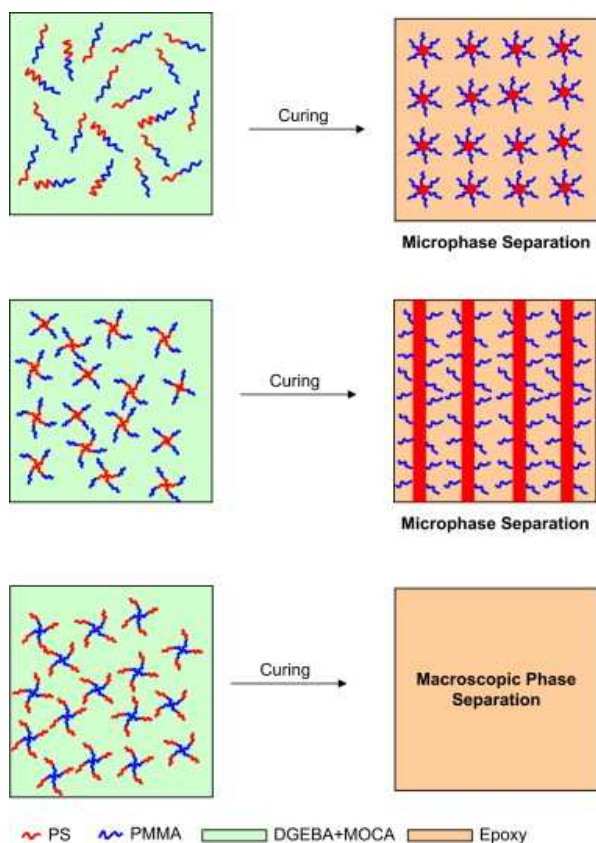 Curing
Microphase Separation
Curing
Microphase Separation
Curing
Macroscopic Phase
Separation
PS PMMA DGEBA+MOCA Epoxy